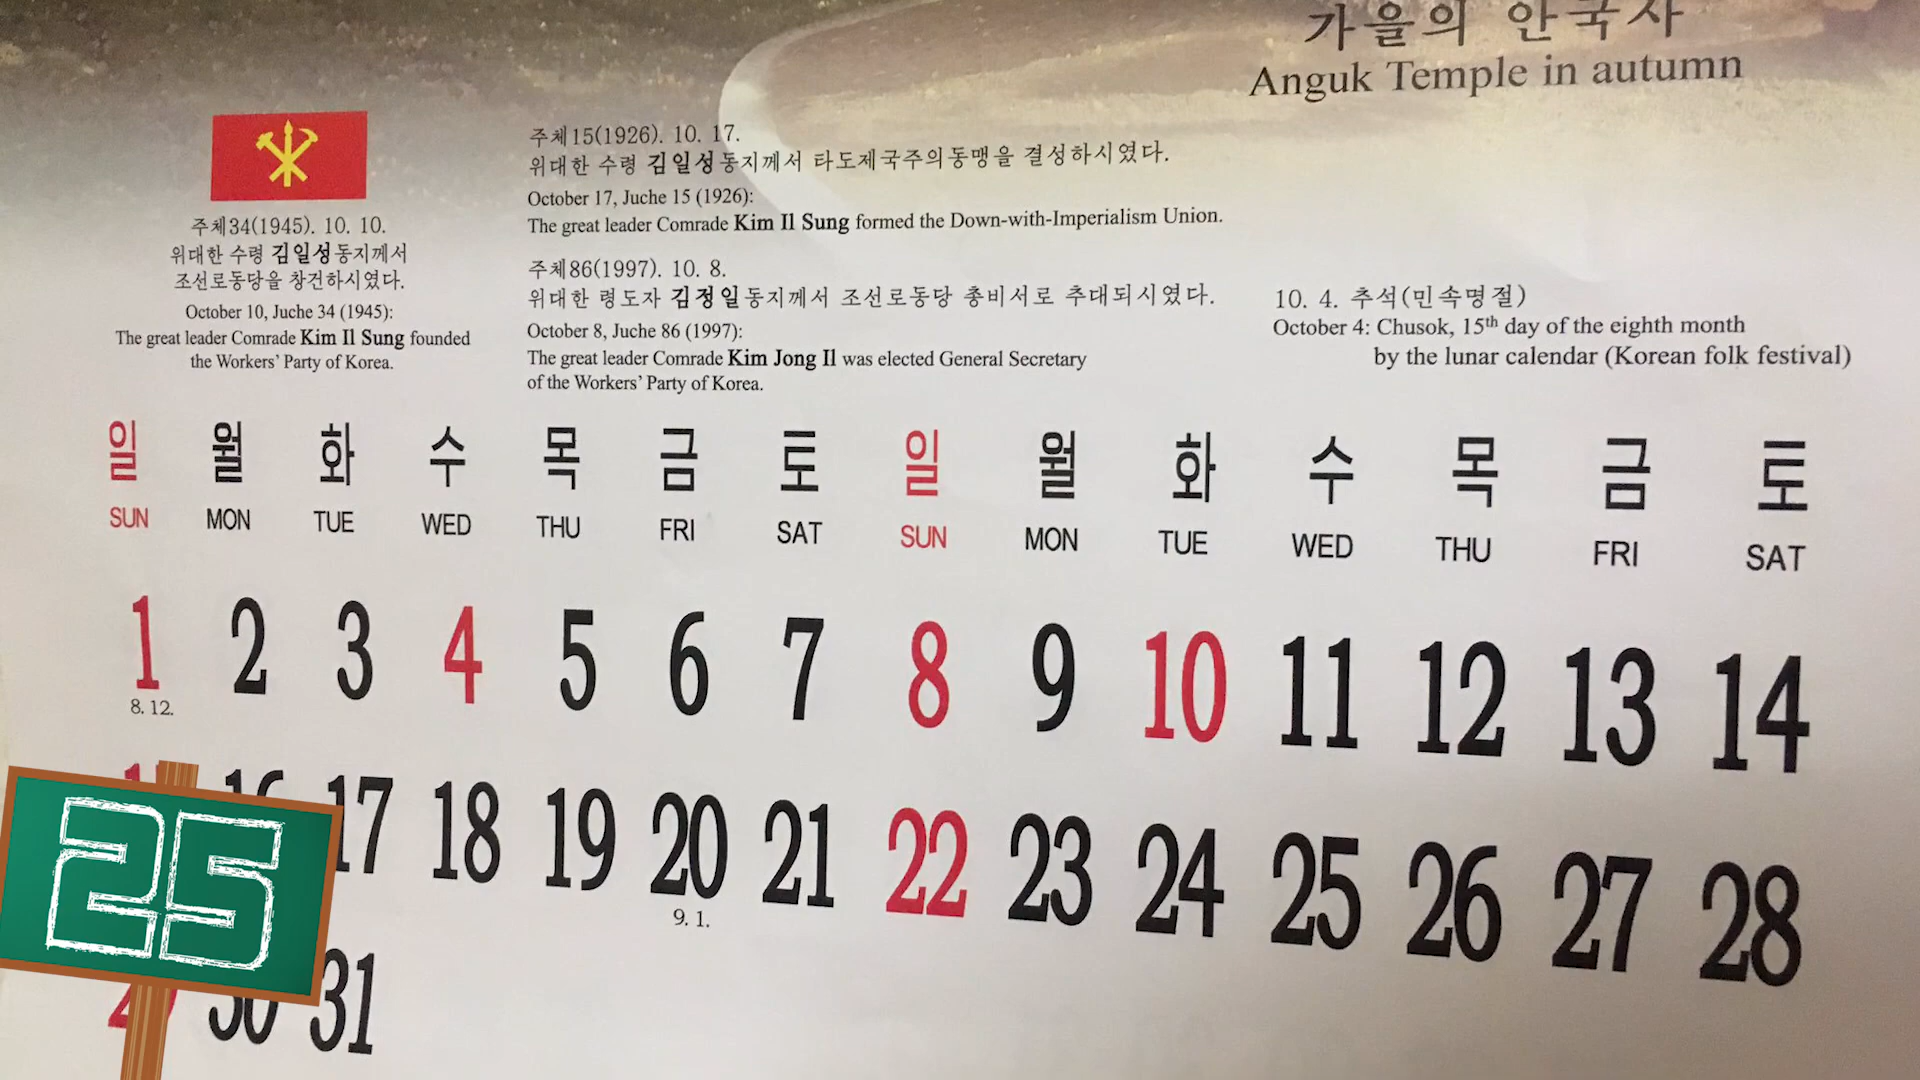 가을의 안국사
Anguk Temple in autumn
주체34(1945). 10. 10.
위대한 수령 김일성동지께서
조선로동당을 창건하시였다.
October 10, Juche 34 (1945):
The great leader Comrade Kim Il Sung founded
the Workers' Party of Korea.
주체15(1926). 10. 17.
위대한 수령 김일성동지께서 타도제국주의동맹을 결성하시였다.
October 17, Juche 15 (1926):
The great leader Comrade Kim Il Sung formed the Down-with-Imperialism Union.
주체86(1997). 10. 8.
위대한 령도자 김정일동지께서 조선로동당 총비서로 추대되시였다.
October 8, Juche 86 (1997):
The great leader Comrade Kim Jong Il was elected General Secretary
of the Workers' Party of Korea.
10. 4. 추석(민속명절)
October 4: Chusok, 15th day of the eighth month
by the lunar calendar (Korean folk festival)
일 월 화 수 목 금 토 일 월 화 수 목 금 토
SUN MON TUE WED THU FRI SAT SUN MON TUE WED THU FRI SAT
1 2 3 4 5 6 7 8 9 10 11 12 13 14
8. 12.
16 17 18 19 20 21 22 23 24 25 26 27 28
9. 1.
30 31
25